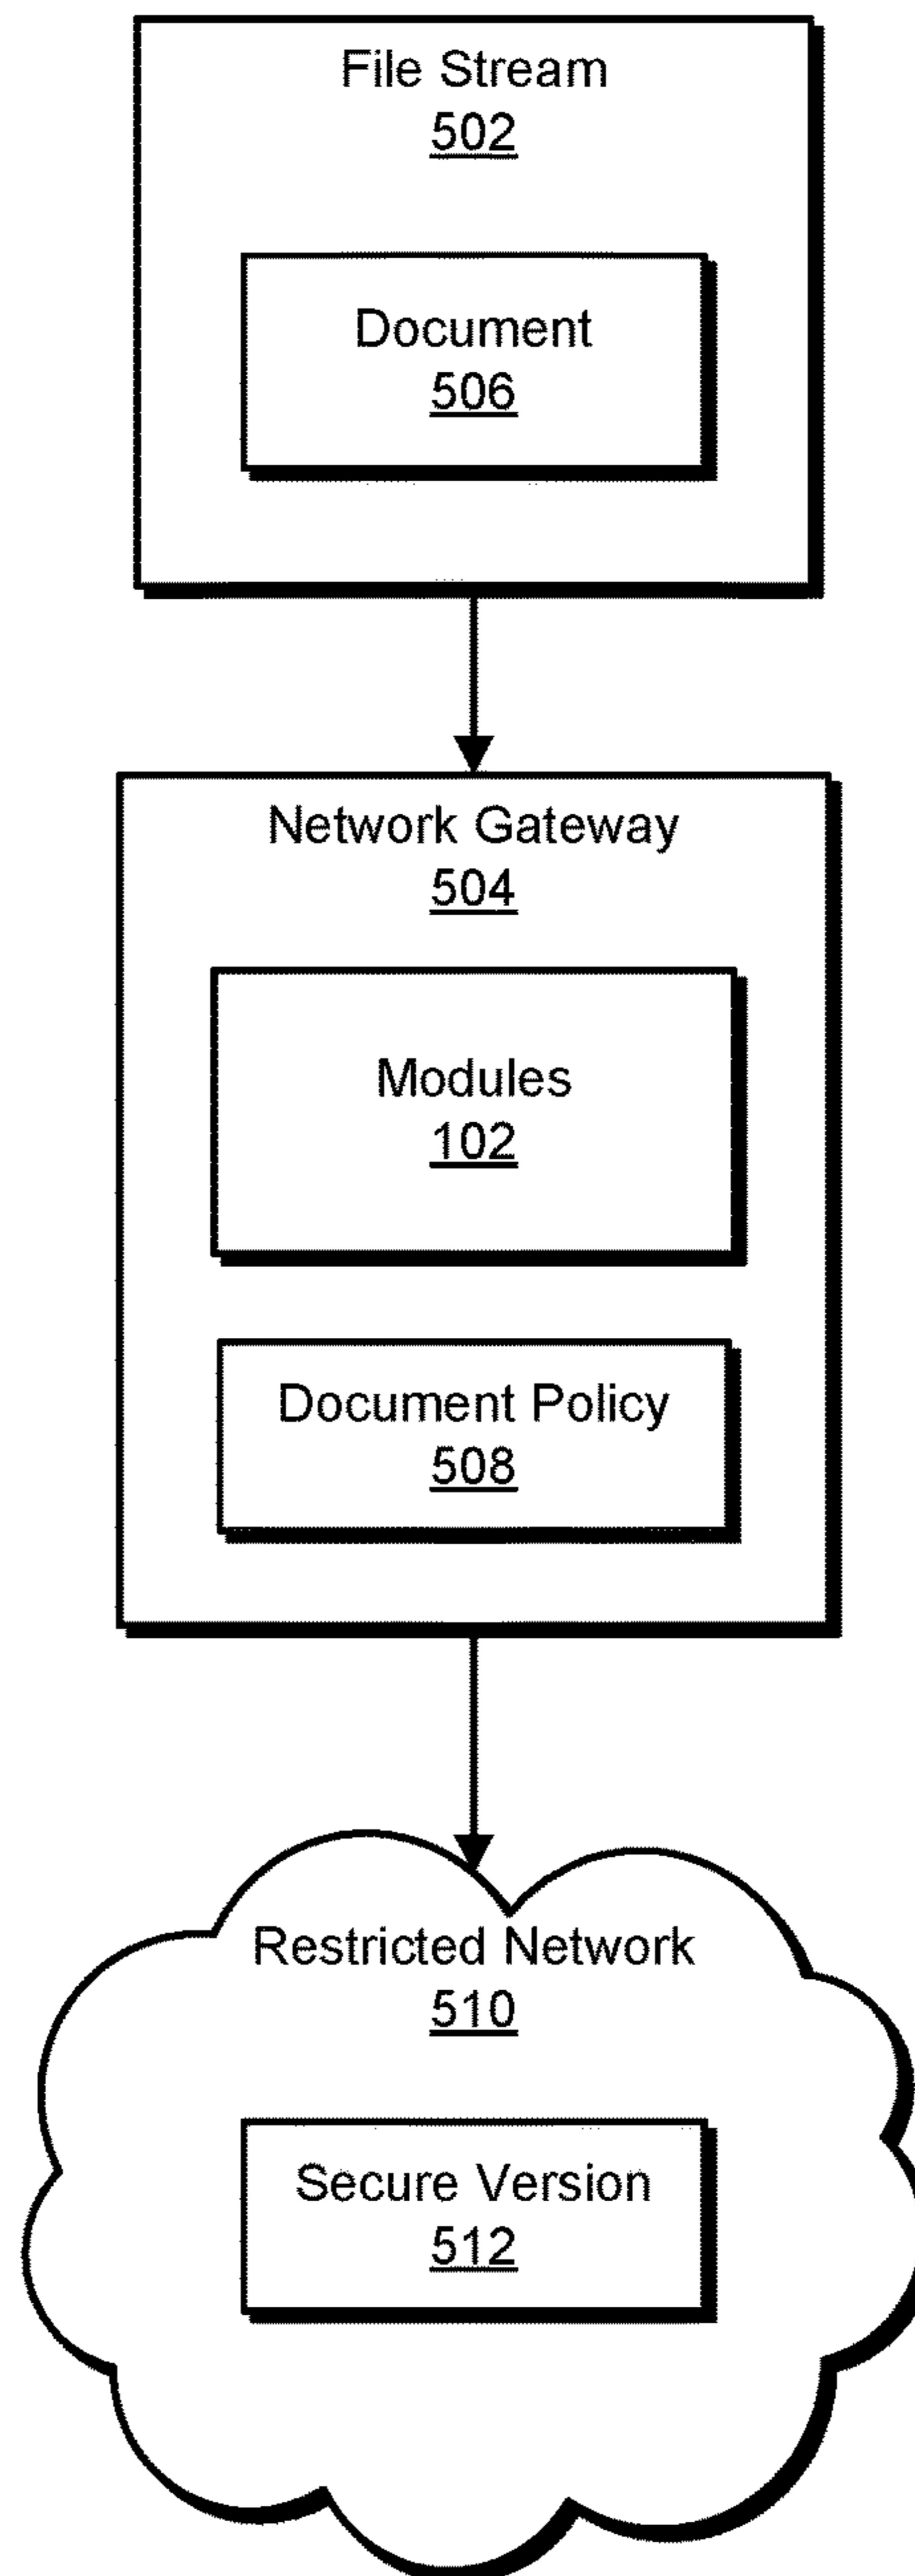 File Stream
502
Document
506
Network Gateway
504
Modules
102
Document Policy
508
Restricted Network
510
Secure Version
512